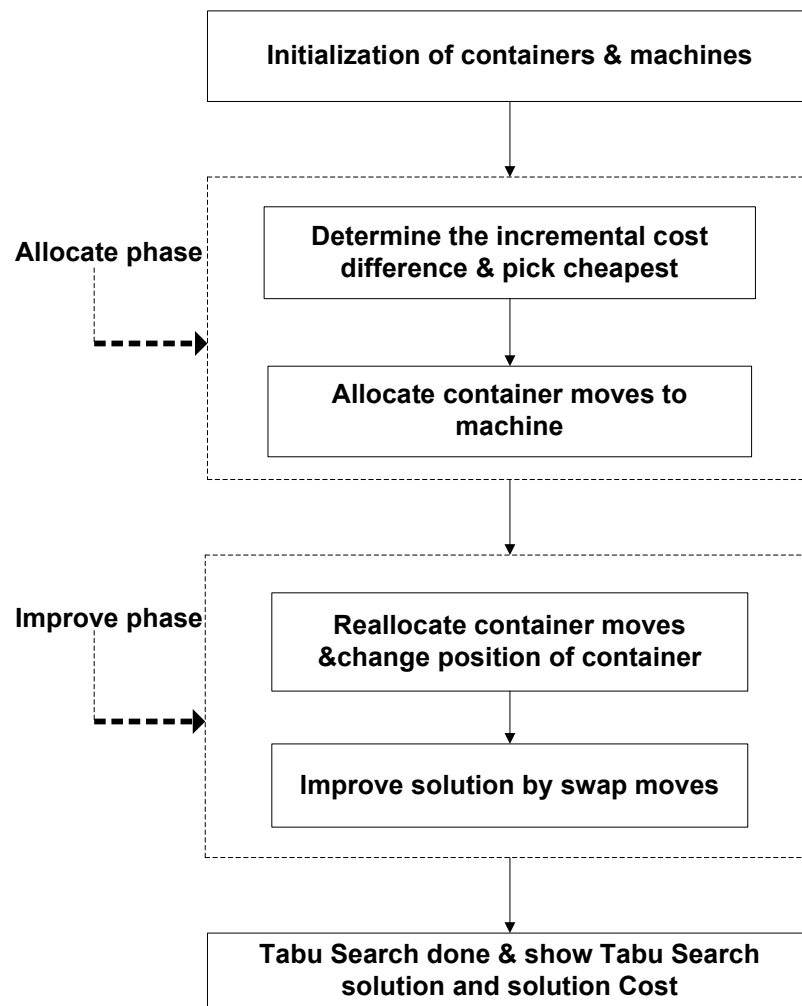 Initialization of containers & machines
Allocate phase
Determine the incremental cost
difference & pick cheapest
Allocate container moves to
machine
Improve phase
Reallocate container moves
&change position of container
Improve solution by swap moves
Tabu Search done & show Tabu Search
solution and solution Cost